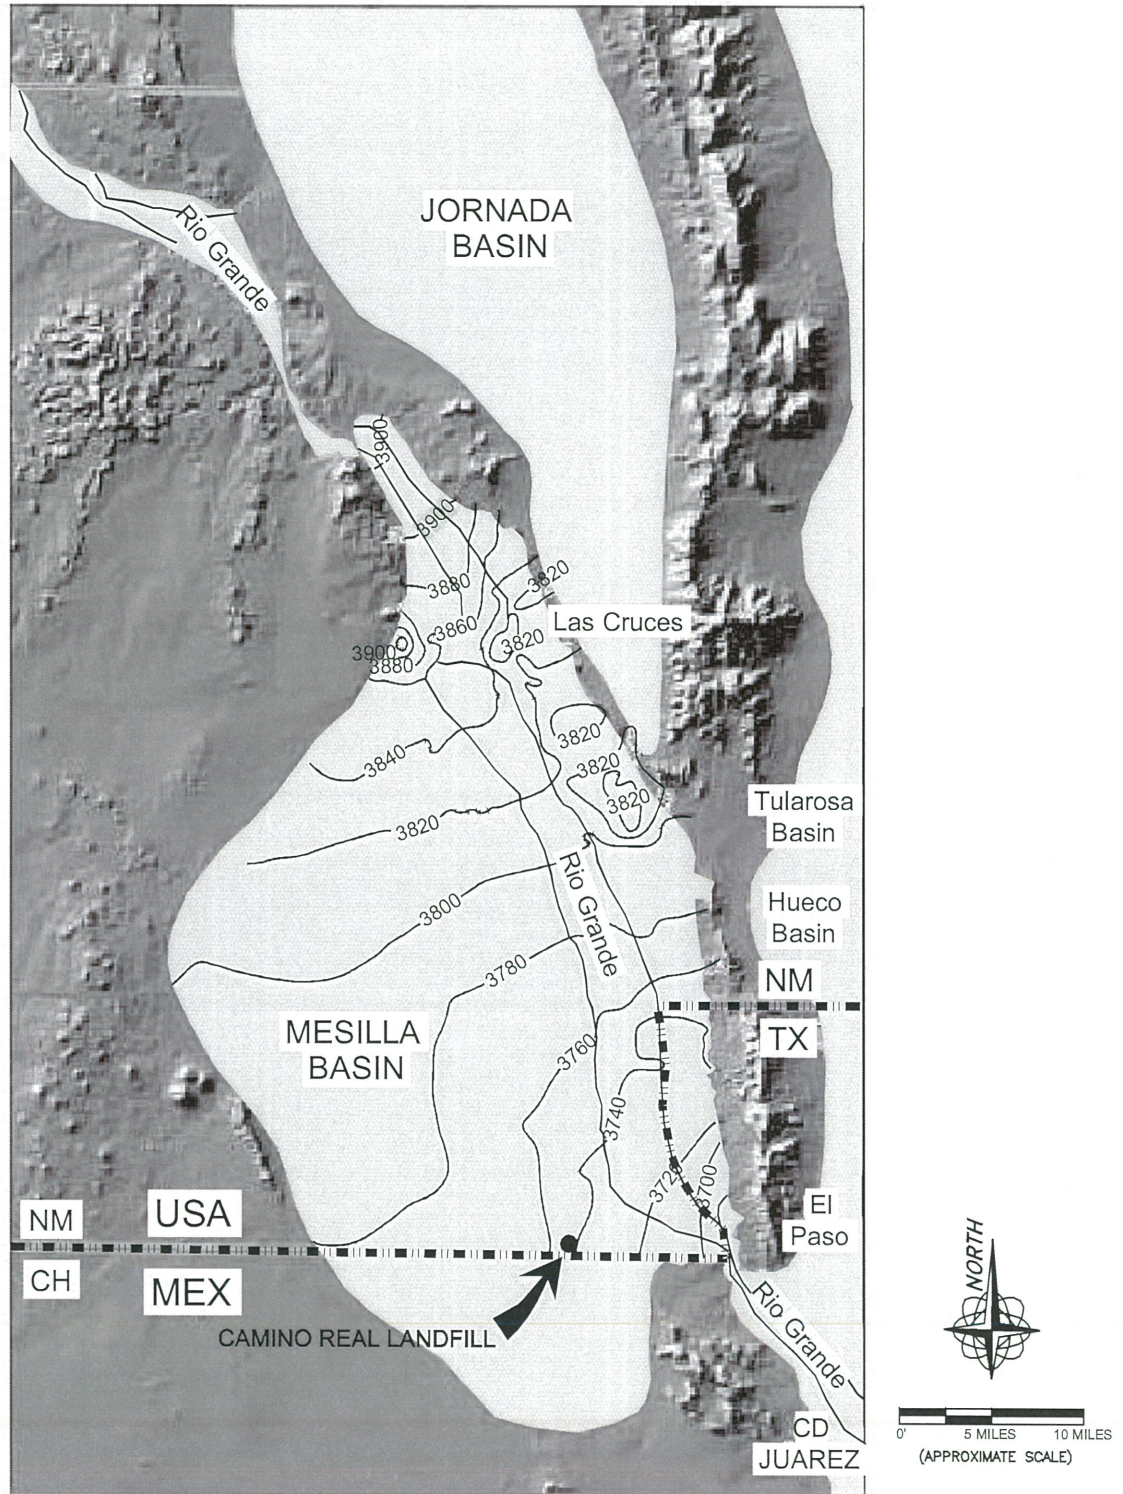 JORNADA
BASIN
Rio Grande
3900
3900
3820
3880
Las Cruces
3860
3820
3900
3880
3820
3840
3820
3820
Tularosa
Basin
3820
Rio Grande
Hueco
Basin
3800
3780
NM
MESILLA
BASIN
TX
3760
3740
3720
3700
NM
USA
El
Paso
CH
MEX
NORTH
CAMINO REAL LANDFILL
Rio Grande
CD
JUAREZ
0'
5 MILES
10 MILES
(APPROXIMATE SCALE)